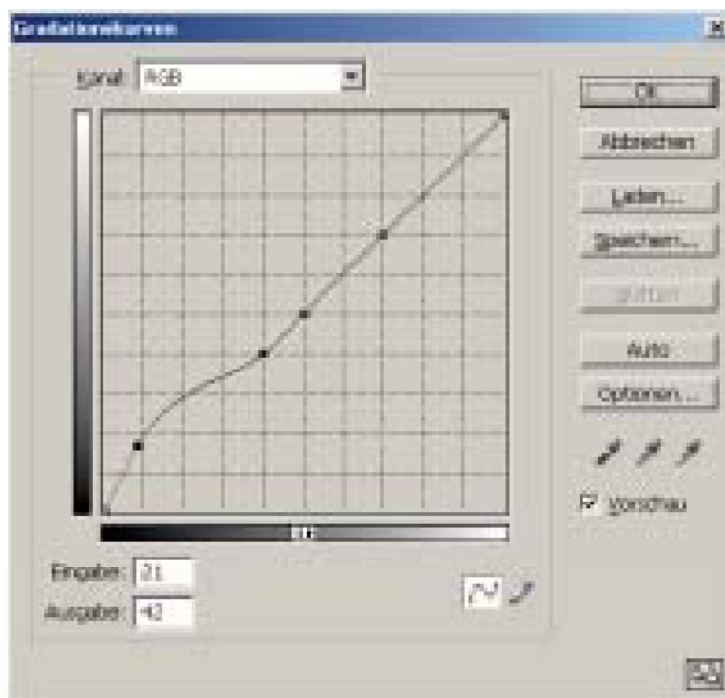 Gradationskurven
Kanal: RGB
OK
Abbrechen
Laden...
Speichern...
Glätten
Auto
Optionen...
Vorschau
Eingabe: 21
Ausgabe: 42